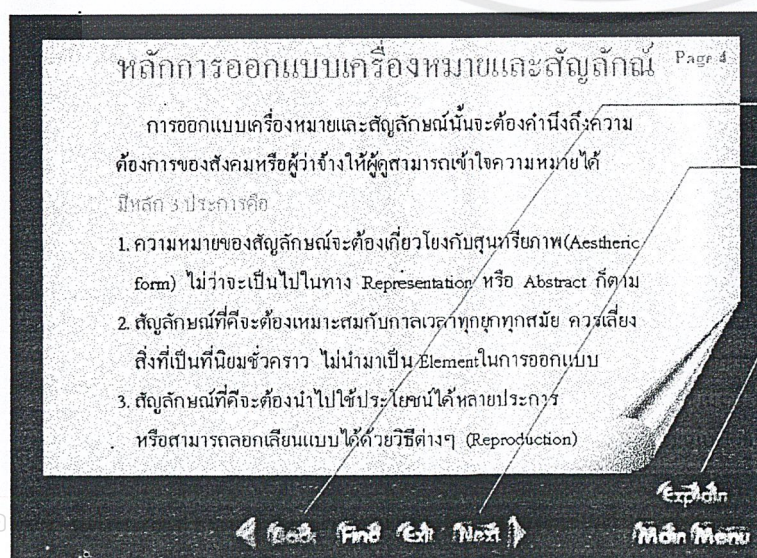 หลักการออกแบบเครื่องหมายและสัญลักษณ์
Page 4
การออกแบบเครื่องหมายและสัญลักษณ์นั้นจะต้องคำนึงถึงความ
ต้องการของสังคมหรือผู้ว่าจ้างให้ผู้ดูสามารถเข้าใจความหมายได้
มีหลัก 3 ประการคือ
1. ความหมายของสัญลักษณ์จะต้องเกี่ยวโยงกับสุนทรียภาพ(Aestheric
form) ไม่ว่าจะเป็นไปในทาง Representation หรือ Abstract ก็ตาม
2. สัญลักษณ์ที่ดีจะต้องเหมาะสมกับกาลเวลาทุกยุกทุกสมัย ควรเลี่ยง
สิ่งที่เป็นที่นิยมชั่วคราว ไม่นำมาเป็น Elementในการออกแบบ
3. สัญลักษณ์ที่ดีจะต้องนำไปใช้ประโยชน์ได้หลายประการ
หรือสามารถลอกเลียนแบบได้ด้วยวิธีต่างๆ (Reproduction)
Explain
Back Find Exit Next Main Menu